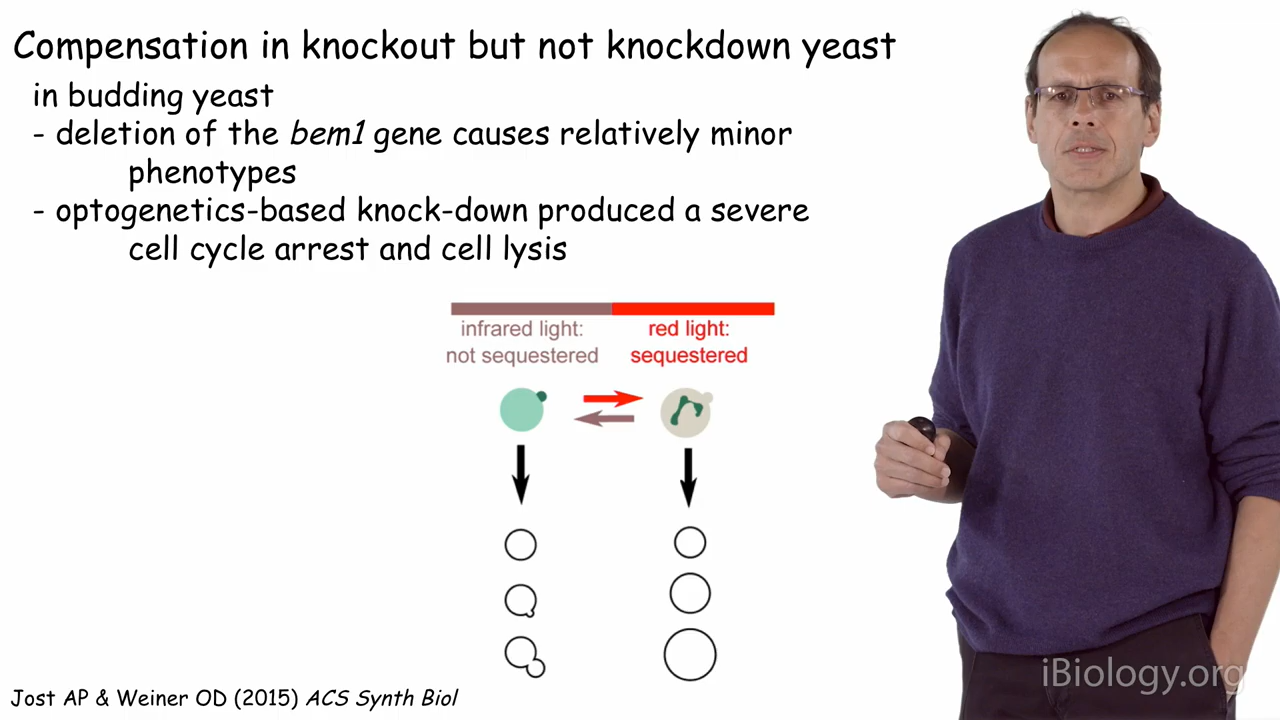 Compensation in knockout but not knockdown yeast
in budding yeast
- deletion of the bem1 gene causes relatively minor
phenotypes
- optogenetics-based knock-down produced a severe
cell cycle arrest and cell lysis
infrared light:
not sequestered
red light:
sequestered
Jost AP & Weiner OD (2015) ACS Synth Biol
iBiology.org